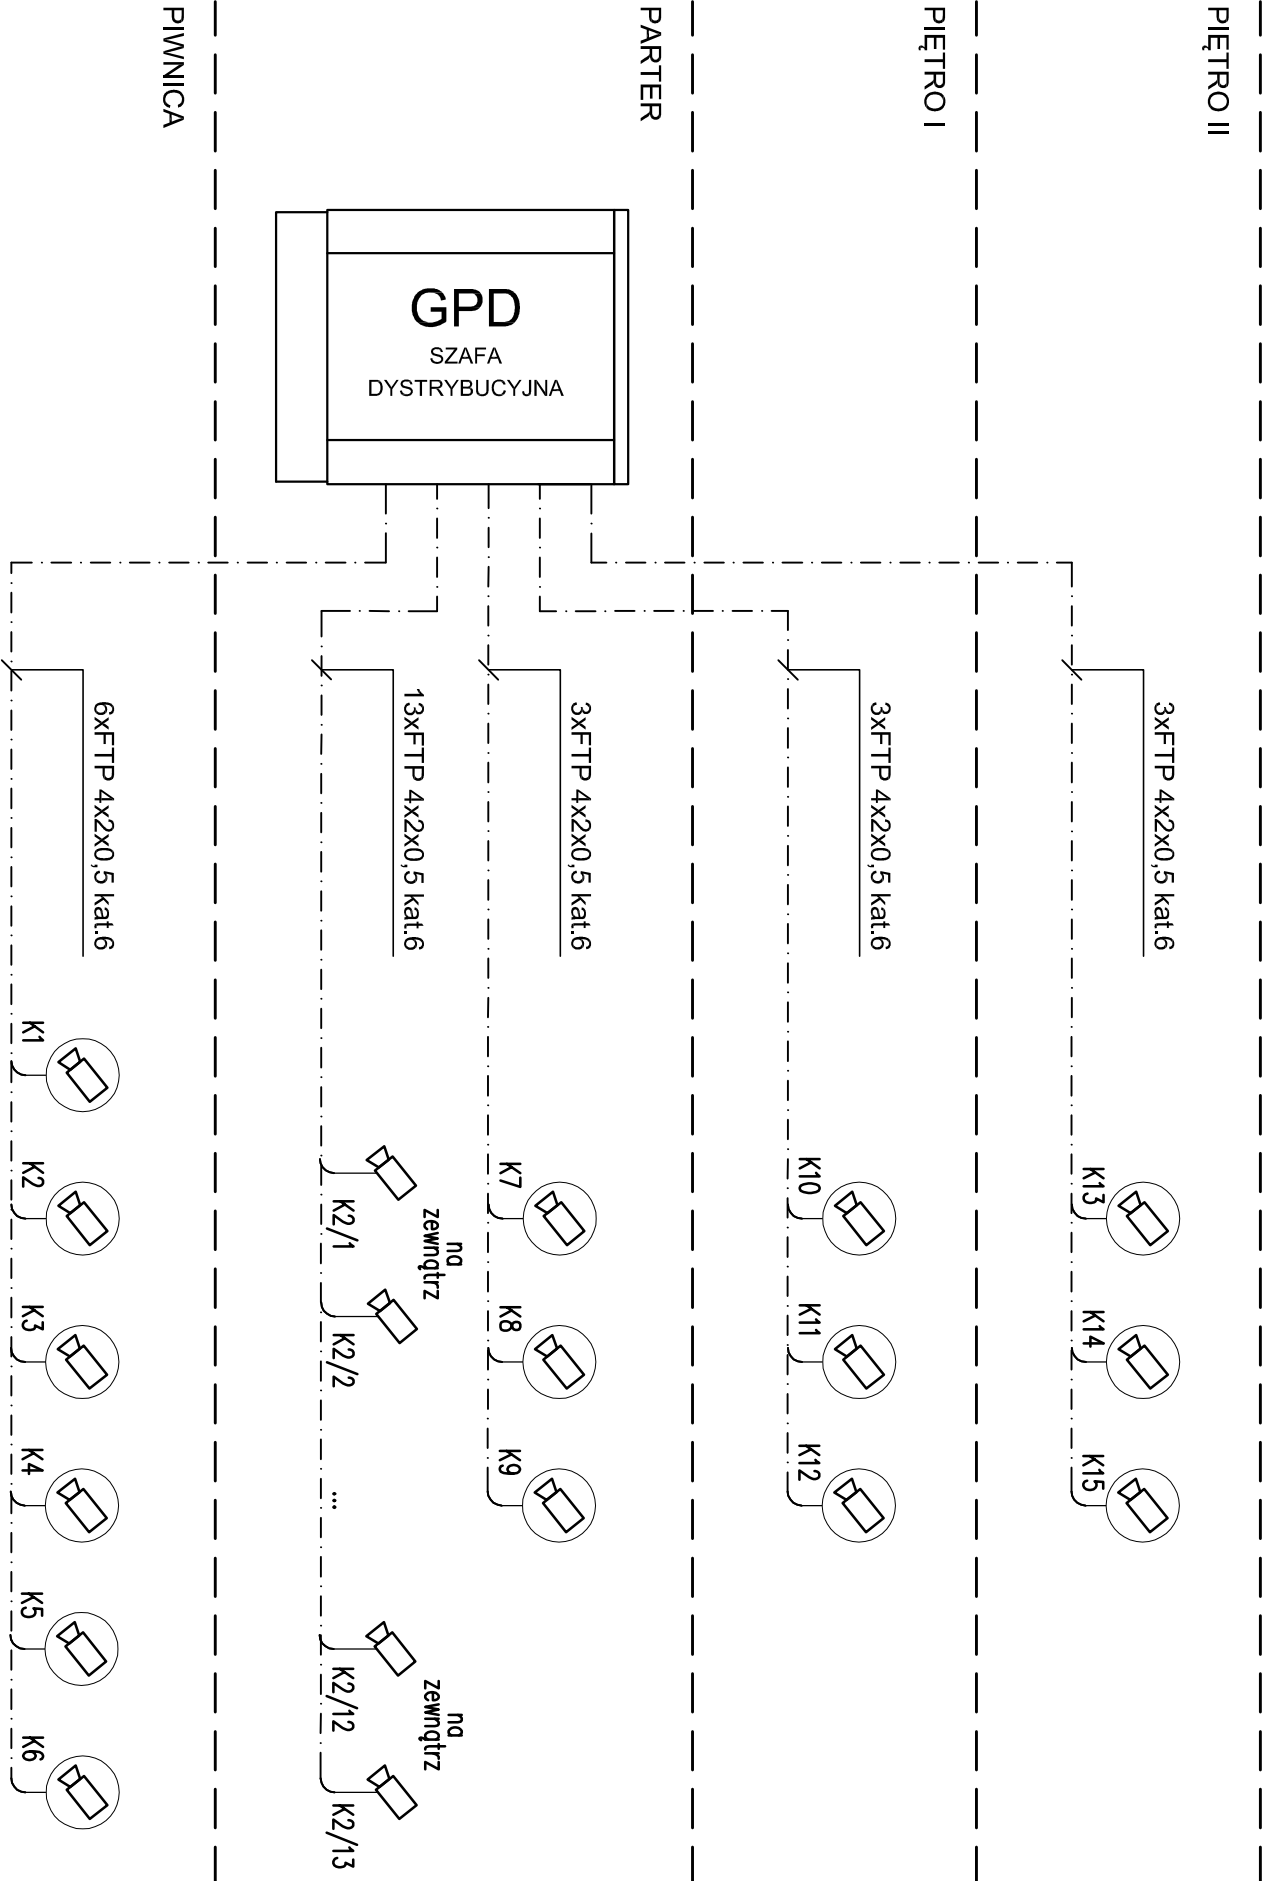 PIĘTRO II
3xFTP 4x2x0,5 kat.6
K13
K14
K15
PIĘTRO I
3xFTP 4x2x0,5 kat.6
K10
K11
K12
PARTER
GPD
SZAFA
DYSTRYBUCYJNA
3xFTP 4x2x0,5 kat.6
K7
K8
K9
13xFTP 4x2x0,5 kat.6
na
zewnątrz
K2/1
K2/2
...
na
zewnątrz
K2/12
K2/13
PIWNICA
6xFTP 4x2x0,5 kat.6
K1
K2
K3
K4
K5
K6